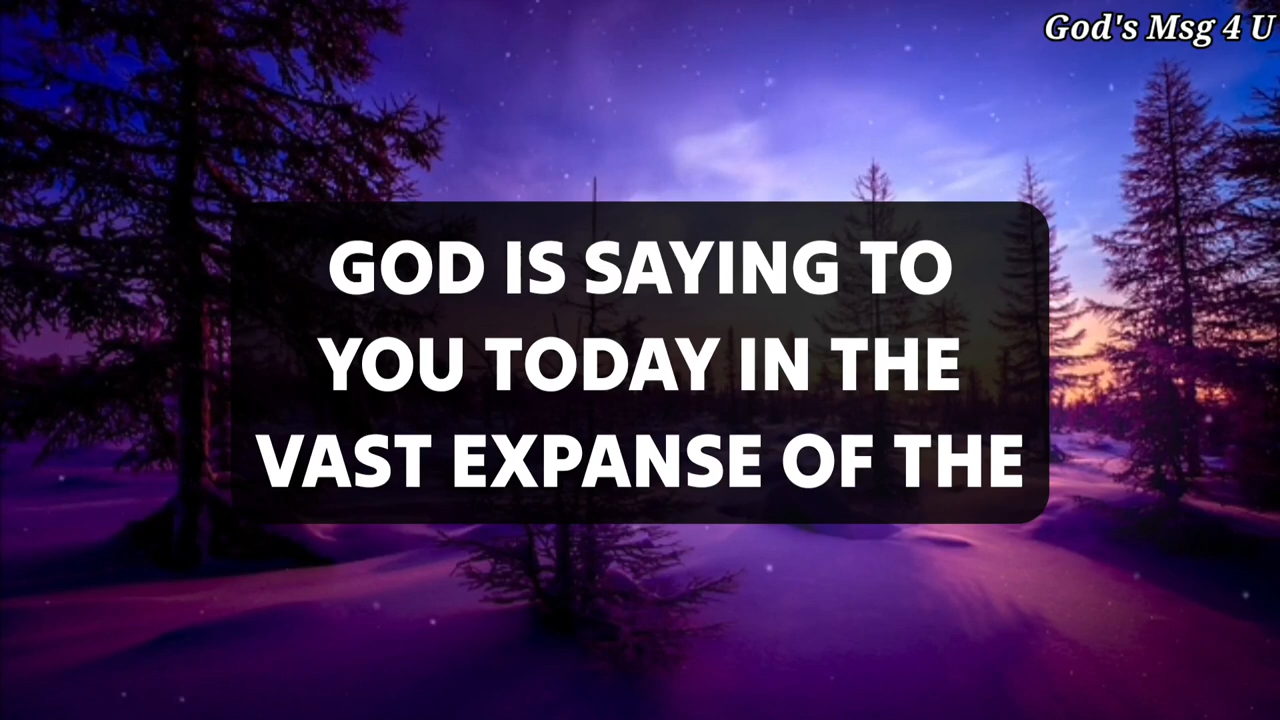 God's Msg 4 U
GOD IS SAYING TO
YOU TODAY IN THE
VAST EXPANSE OF THE